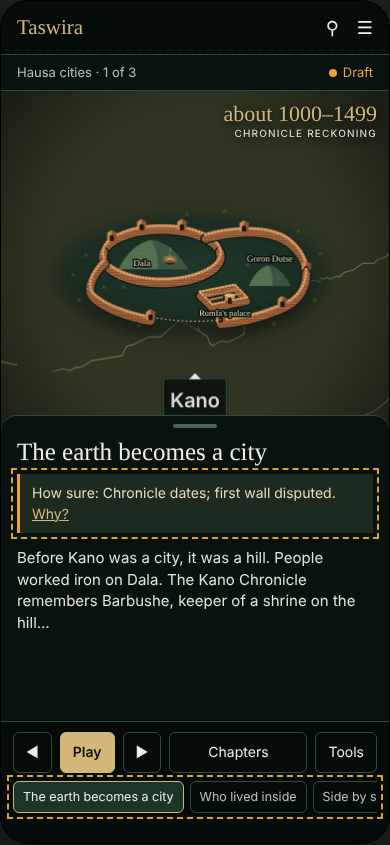 Taswira
Hausa cities · 1 of 3
Draft
about 1000–1499
CHRONICLE RECKONING
Dala
Goron Dutse
Rumfa's palace
Kano
The earth becomes a city
How sure: Chronicle dates; first wall disputed.
Why?
Before Kano was a city, it was a hill. People
worked iron on Dala. The Kano Chronicle
remembers Barbushe, keeper of a shrine on the
hill...
Play
Chapters
Tools
The earth becomes a city
Who lived inside
Side by s